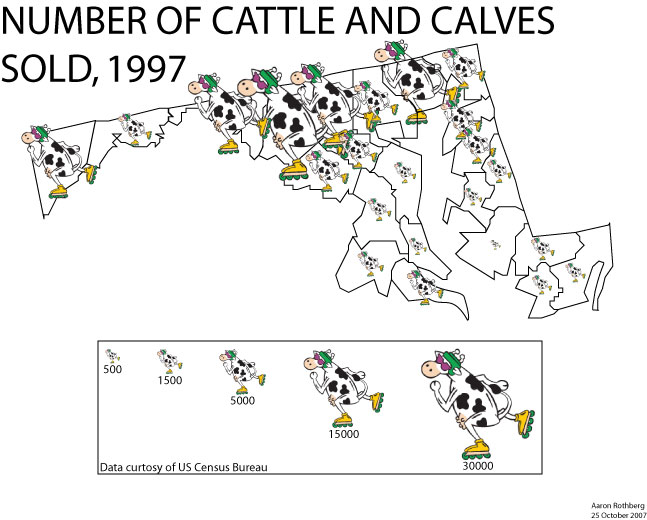 NUMBER OF CATTLE AND CALVES
SOLD, 1997
500
1500
5000
15000
30000
Data curtosy of US Census Bureau
Aaron Rothberg
25 October 2007